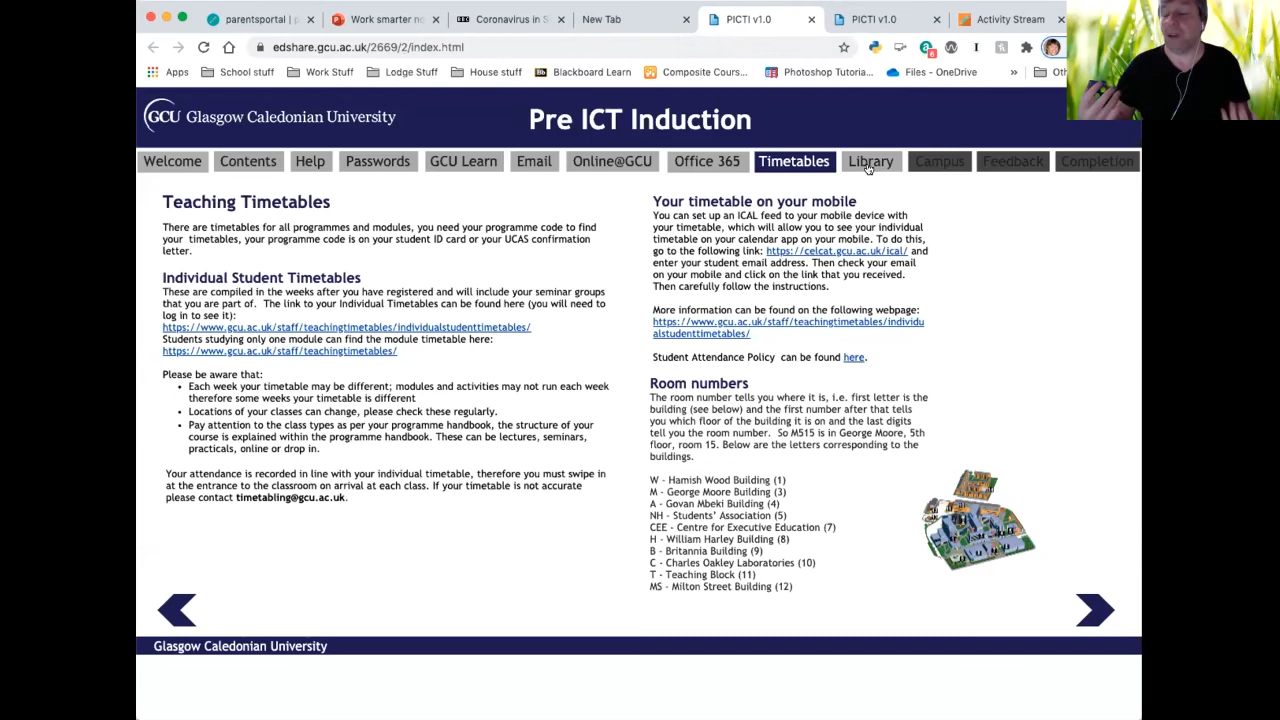 parentsportal | p
Work smarter no
Coronavirus in S
New Tab
PICTI v1.0
PICTI v1.0
Activity Stream
edshare.gcu.ac.uk/2669/2/index.html
Apps
School stuff
Work Stuff
Lodge Stuff
House stuff
Bb
Blackboard Learn
Composite Cour...
Photoshop Tutoria...
Files - OneDrive
»
Oth
GCU Glasgow Caledonian University
Pre ICT Induction
Welcome
Contents
Help
Passwords
GCU Learn
Email
Online@GCU
Office 365
Timetables
Library
Campus
Feedback
Completion
Teaching Timetables
There are timetables for all programmes and modules, you need your programme code to find
your timetables, your programme code is on your student ID card or your UCAS confirmation
letter.
Individual Student Timetables
These are compiled in the weeks after you have registered and will include your seminar groups
that you are part of. The link to your Individual Timetables can be found here (you will need to
log in to see it):
https://www.gcu.ac.uk/staff/teachingtimetables/individualstudenttimetables/
Students studying only one module can find the module timetable here:
https://www.gcu.ac.uk/staff/teachingtimetables/
Please be aware that:
• Each week your timetable may be different; modules and activities may not run each week
therefore some weeks your timetable is different
• Locations of your classes can change, please check these regularly.
• Pay attention to the class types as per your programme handbook, the structure of your
course is explained within the programme handbook. These can be lectures, seminars,
practicals, online or drop in.
Your attendance is recorded in line with your individual timetable, therefore you must swipe in
at the entrance to the classroom on arrival at each class. If your timetable is not accurate
please contact timetabling@gcu.ac.uk.
Your timetable on your mobile
You can set up an iCAL feed to your mobile device with
your timetable, which will allow you to see your individual
timetable on your calendar app on your mobile. To do this,
go to the following link: https://celcat.gcu.ac.uk/ical/ and
enter your student email address. Then check your email
on your mobile and click on the link that you received.
Then carefully follow the instructions.
More information can be found on the following webpage:
https://www.gcu.ac.uk/staff/teachingtimetables/individu
alstudenttimetables/
Student Attendance Policy can be found here.
Room numbers
The room number tells you where it is, i.e. first letter is the
building (see below) and the first number after that tells
you which floor of the building it is on and the last digits
tell you the room number. So M515 is in George Moore, 5th
floor, room 15. Below are the letters corresponding to the
buildings.
W - Hamish Wood Building (1)
M - George Moore Building (3)
A - Govan Mbeki Building (4)
NH - Students' Association (5)
CEE - Centre for Executive Education (7)
H - William Harley Building (8)
B - Britannia Building (9)
C - Charles Oakley Laboratories (10)
T - Teaching Block (11)
MS - Milton Street Building (12)
Glasgow Caledonian University